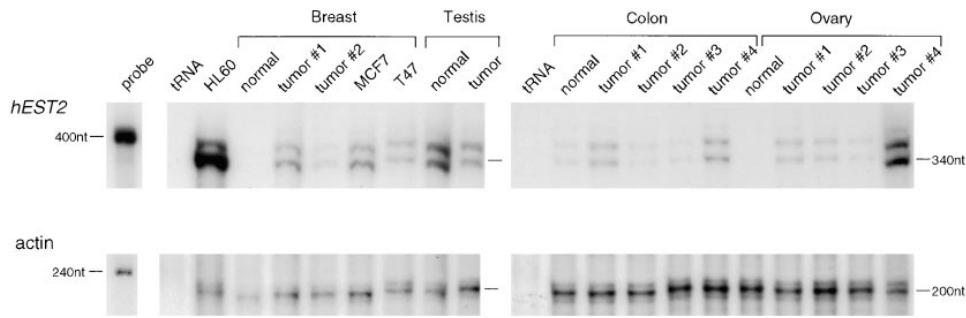 Breast Testis Colon Ovary
probe tRNA HL60 normal tumor #1 tumor #2 MCF7 T47 normal tumor tRNA normal tumor #1 tumor #2 tumor #3 tumor #4 normal tumor #1 tumor #2 tumor #3 tumor #4
hEST2
400nt
340nt
actin
240nt
200nt